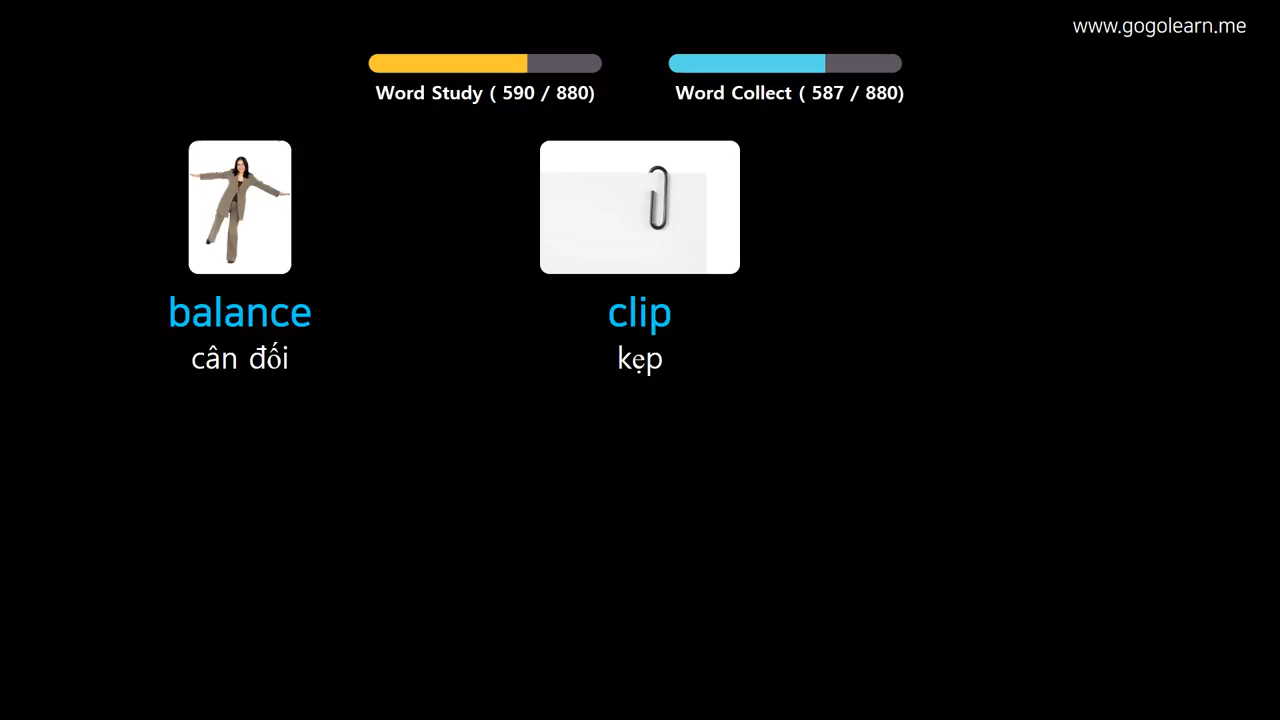 www.gogolearn.me
Word Study ( 590 / 880)
Word Collect ( 587 / 880)
balance
cân đối
clip
kẹp